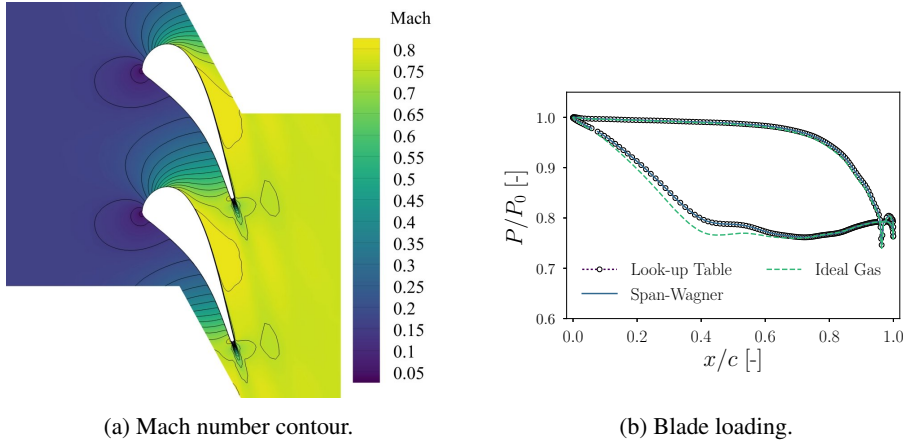 Mach
0.8
0.75
0.7
0.65
0.6
0.55
0.5
0.45
0.4
0.35
0.3
0.25
0.2
0.15
0.1
0.05
(a) Mach number contour.
P/P₀ [-]
1.0
0.9
0.8
0.7
0.6
Look-up Table
Ideal Gas
Span-Wagner
0.0 0.2 0.4 0.6 0.8 1.0
x/c [-]
(b) Blade loading.